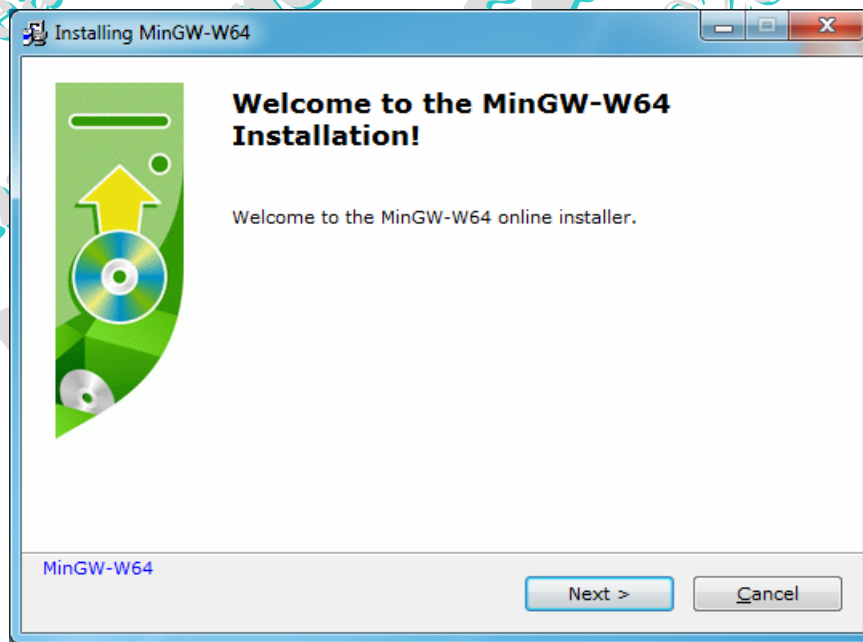 Installing MinGW-W64
Welcome to the MinGW-W64
Installation!
Welcome to the MinGW-W64 online installer.
MinGW-W64
Next >
Cancel